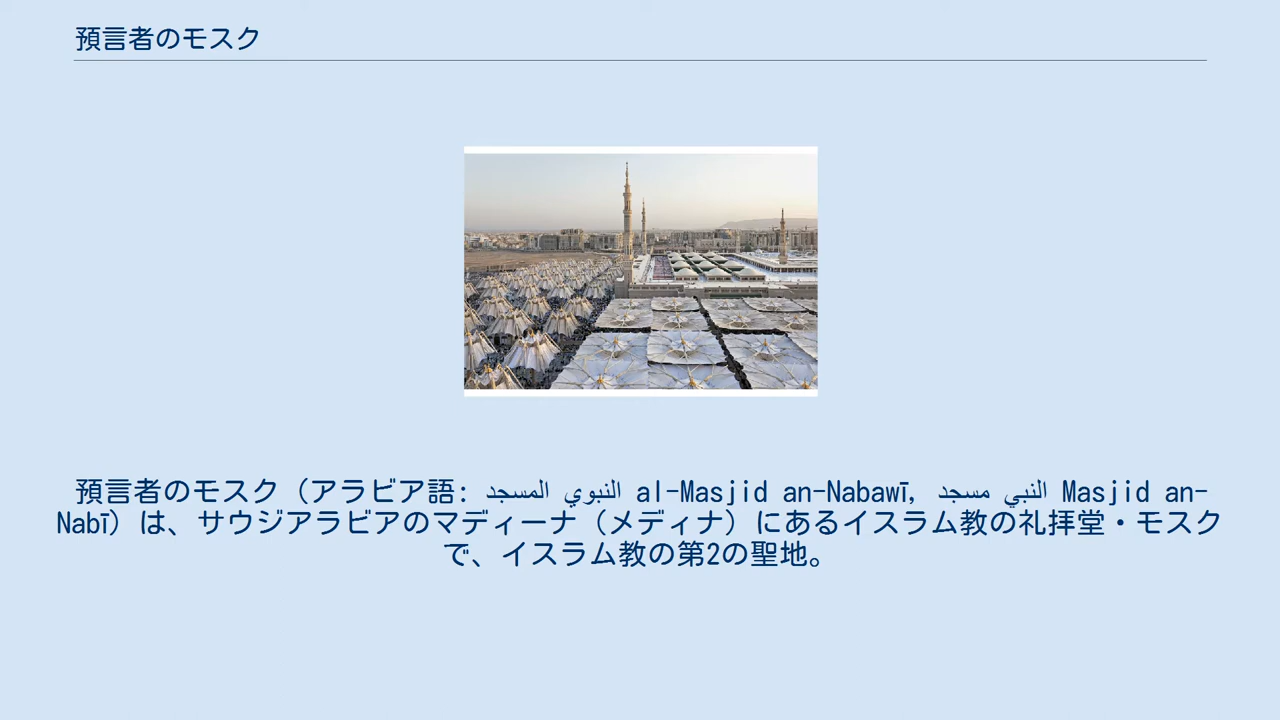 預言者のモスク
預言者のモスク（アラビア語: النبوي المسجد al-Masjid an-Nabawī, النبي مسجد Masjid an-
Nabī）は、サウジアラビアのマディーナ（メディナ）にあるイスラム教の礼拝堂・モスク
で、イスラム教の第2の聖地。